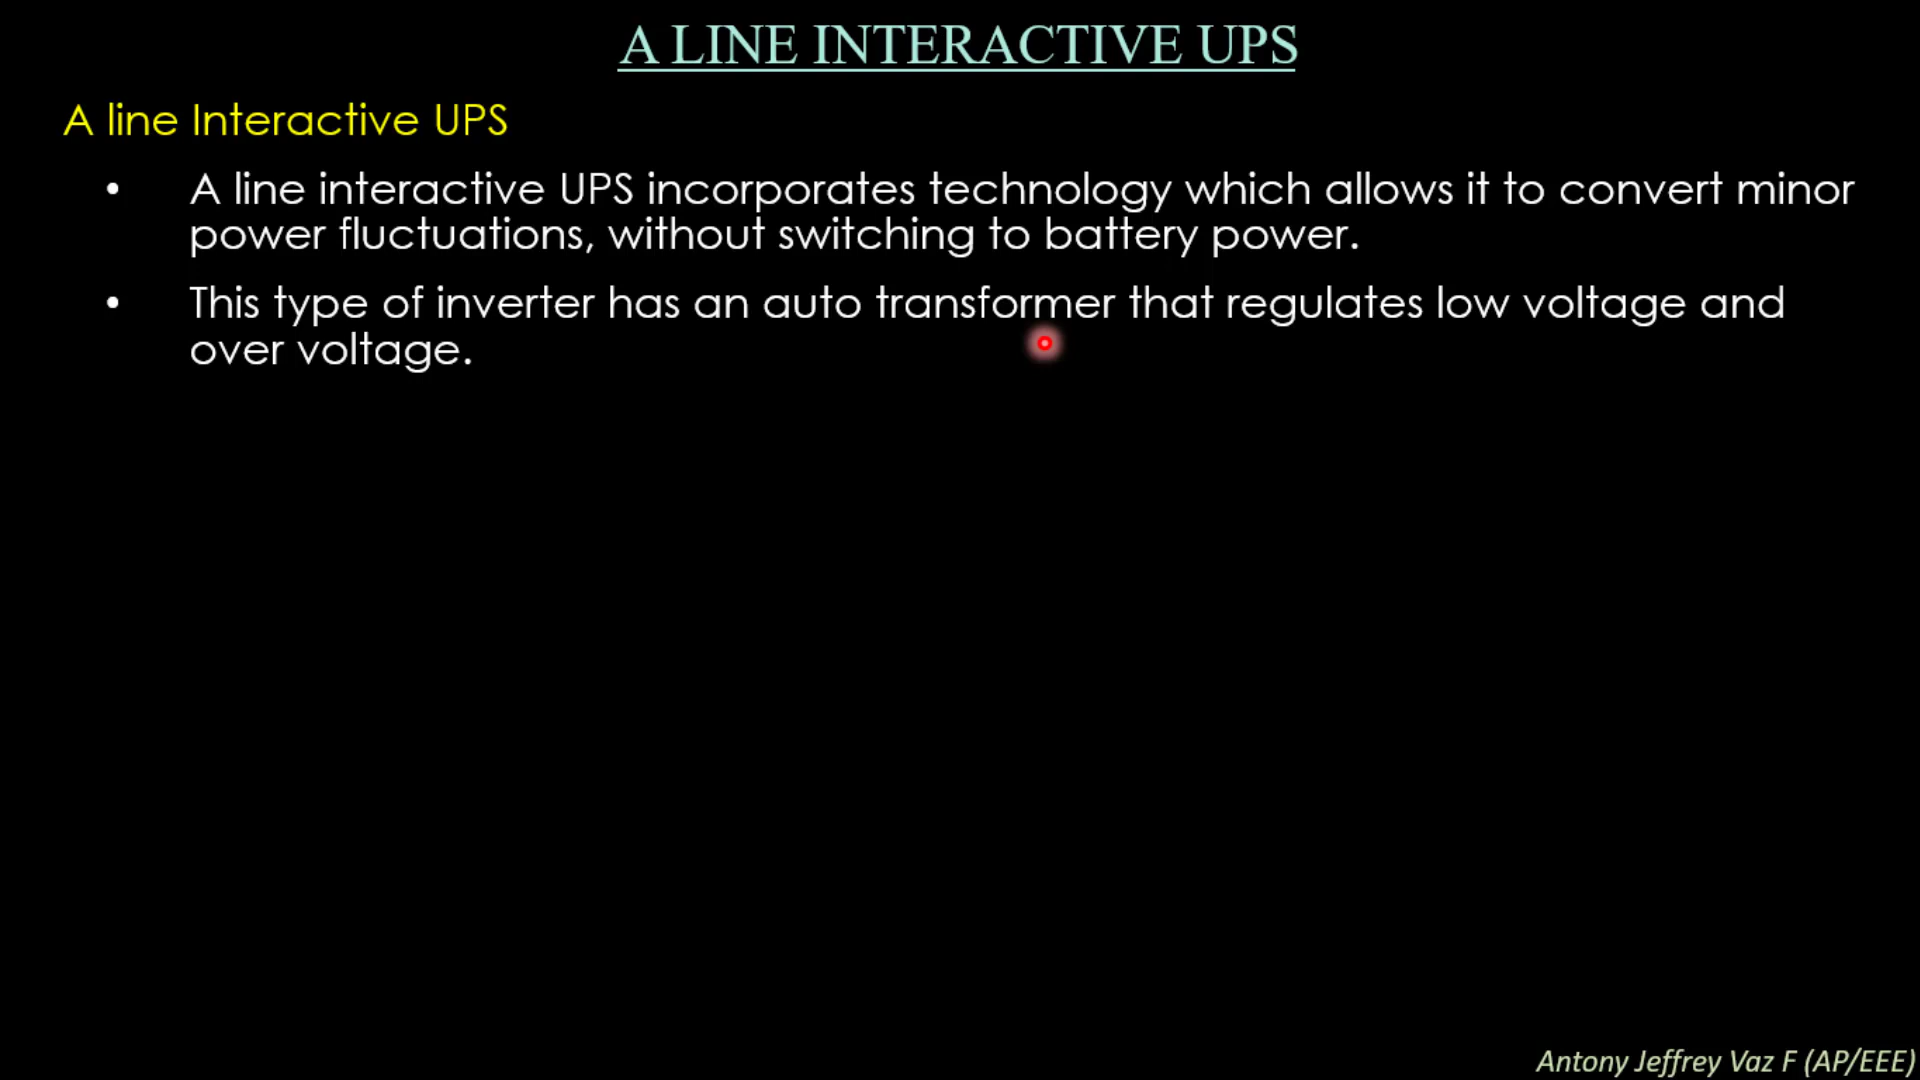 A LINE INTERACTIVE UPS
A line Interactive UPS
• A line interactive UPS incorporates technology which allows it to convert minor
power fluctuations, without switching to battery power.
• This type of inverter has an auto transformer that regulates low voltage and
over voltage.
Antony Jeffrey Vaz F (AP/EEE)